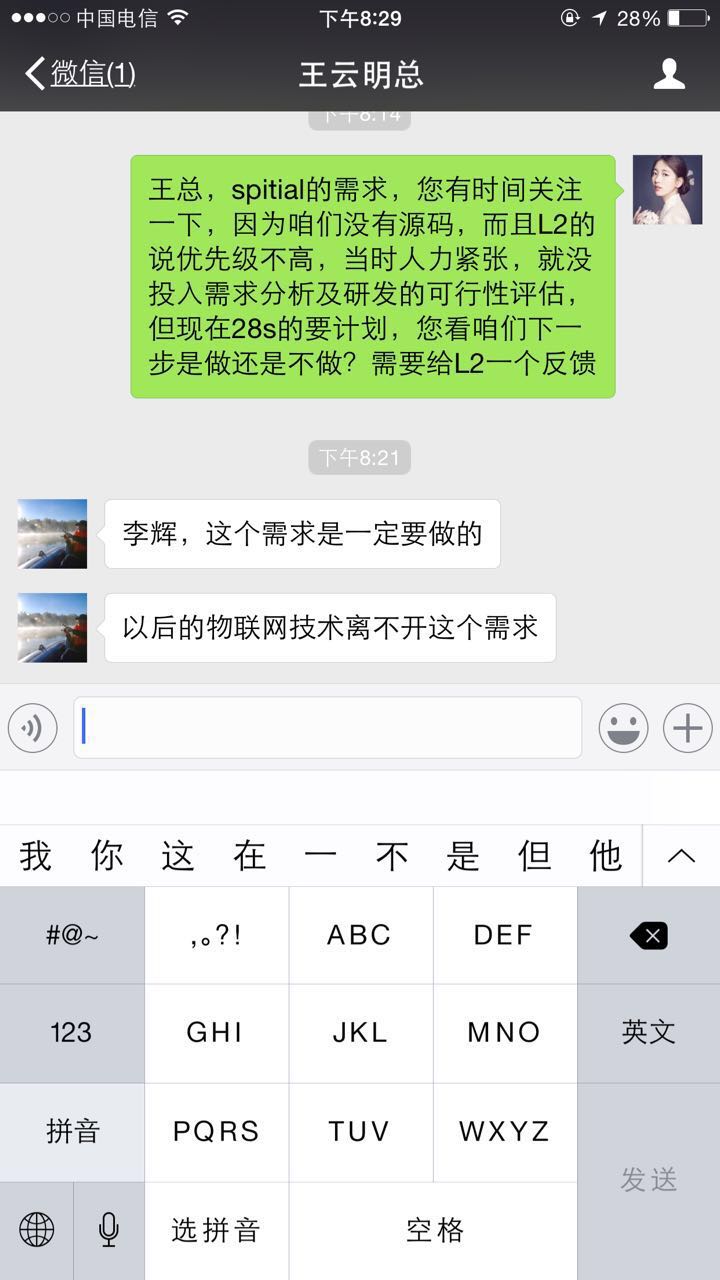 中国电信
下午8:29
28%
微信(1)
王云明总
下午8:14
王总，spitial的需求，您有时间关注
一下，因为咱们没有源码，而且L2的
说优先级不高，当时人力紧张，就没
投入需求分析及研发的可行性评估，
但现在28s的要计划，您看咱们下一
步是做还是不做？需要给L2一个反馈
下午8:21
李辉，这个需求是一定要做的
以后的物联网技术离不开这个需求
我 你 这 在 一 不 是 但 他
#@~
,。?!
ABC
DEF
123
GHI
JKL
MNO
英文
拼音
PQRS
TUV
WXYZ
发送
选拼音
空格